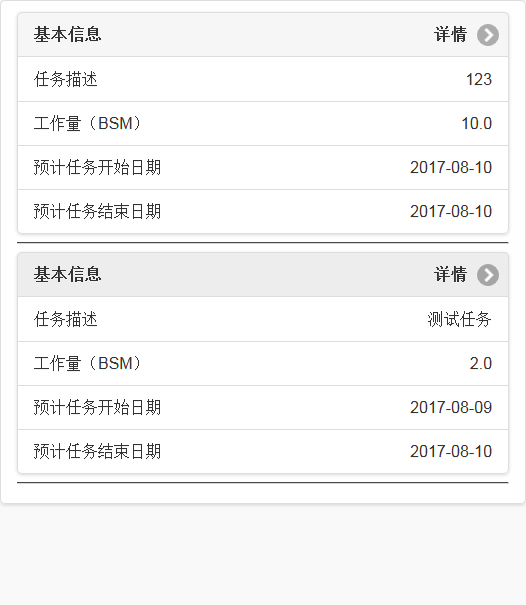 基本信息 详情
任务描述 123
工作量（BSM） 10.0
预计任务开始日期 2017-08-10
预计任务结束日期 2017-08-10
基本信息 详情
任务描述 测试任务
工作量（BSM） 2.0
预计任务开始日期 2017-08-09
预计任务结束日期 2017-08-10